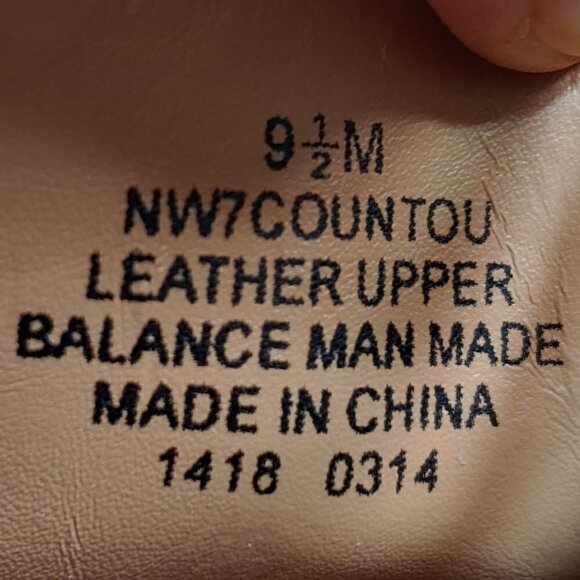 9½M
NW7COUNTOU
LEATHER UPPER
BALANCE MAN MADE
MADE IN CHINA
1418 0314